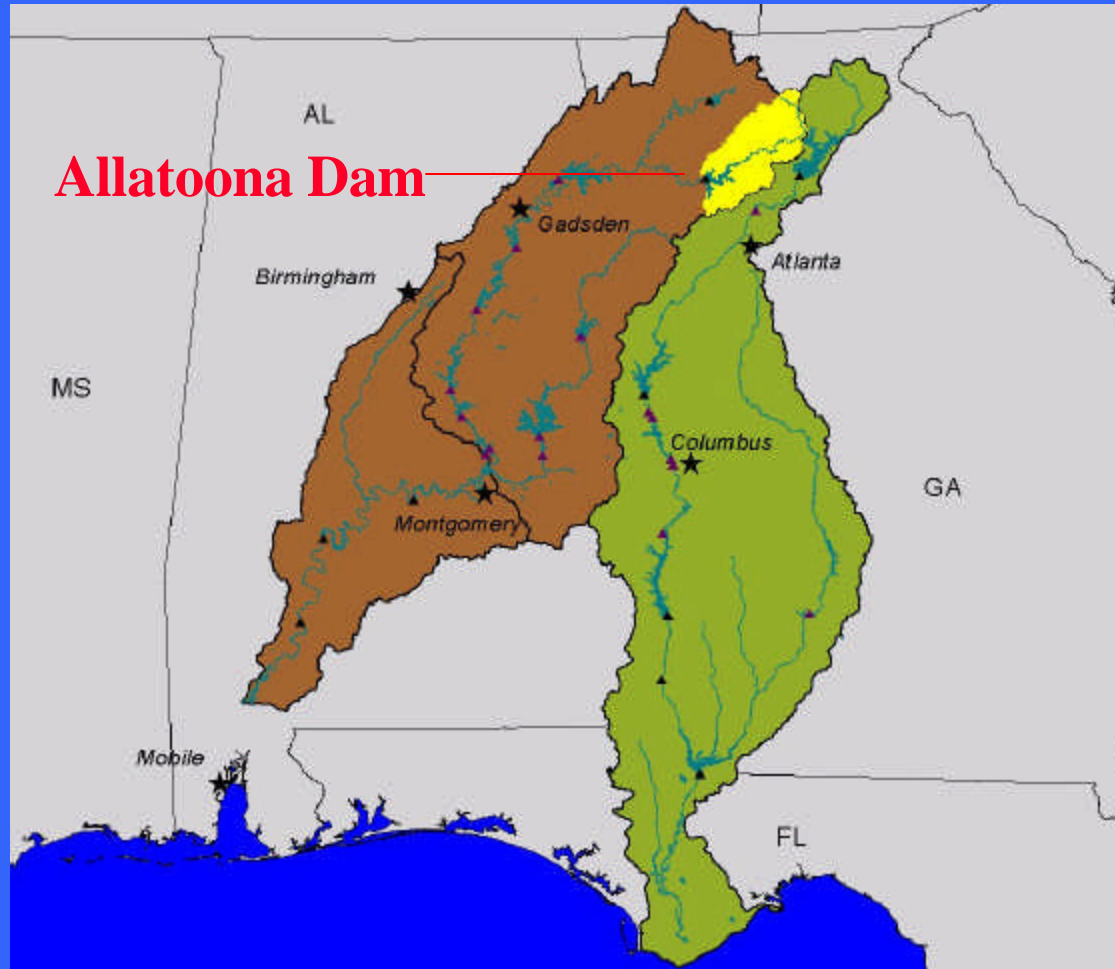 AL
Allatoona Dam
Gadsden
Atlanta
Birmingham
MS
Columbus
GA
Montgomery
Mobile
FL